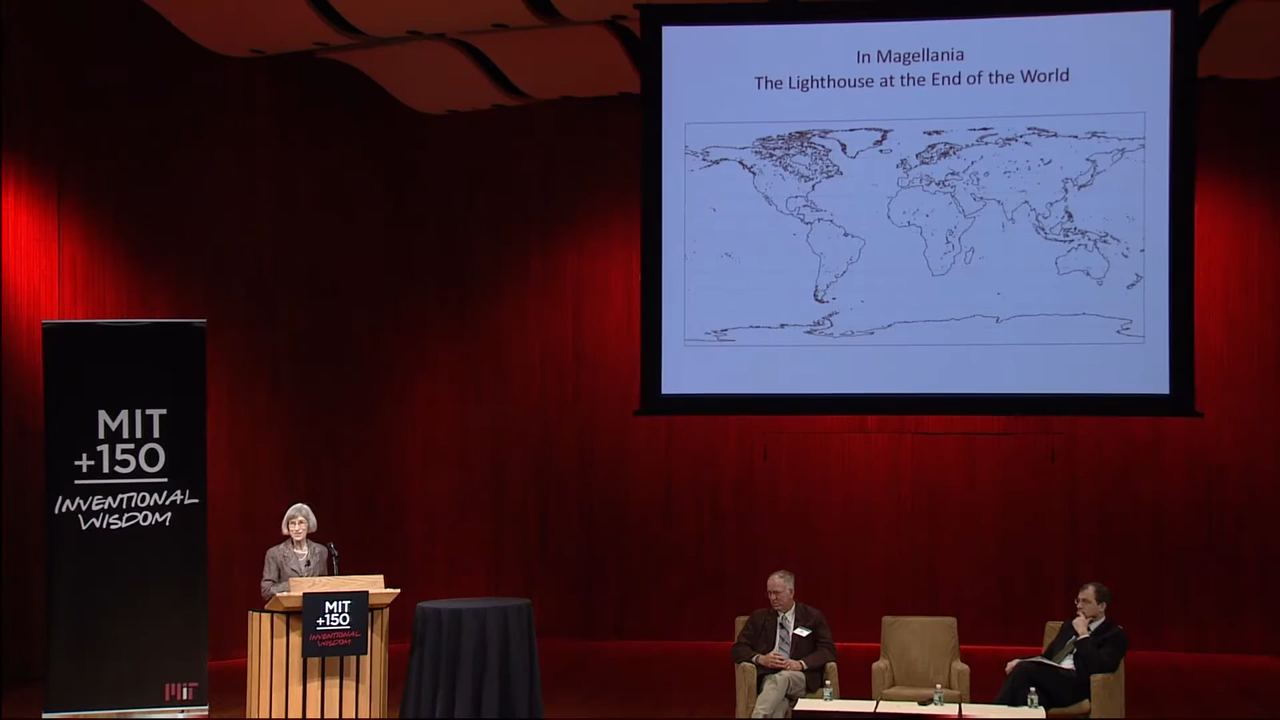 In Magellania
The Lighthouse at the End of the World
MIT
+150
INVENTIONAL
WISDOM
MIT
MIT
+150
INVENTIONAL
WISDOM